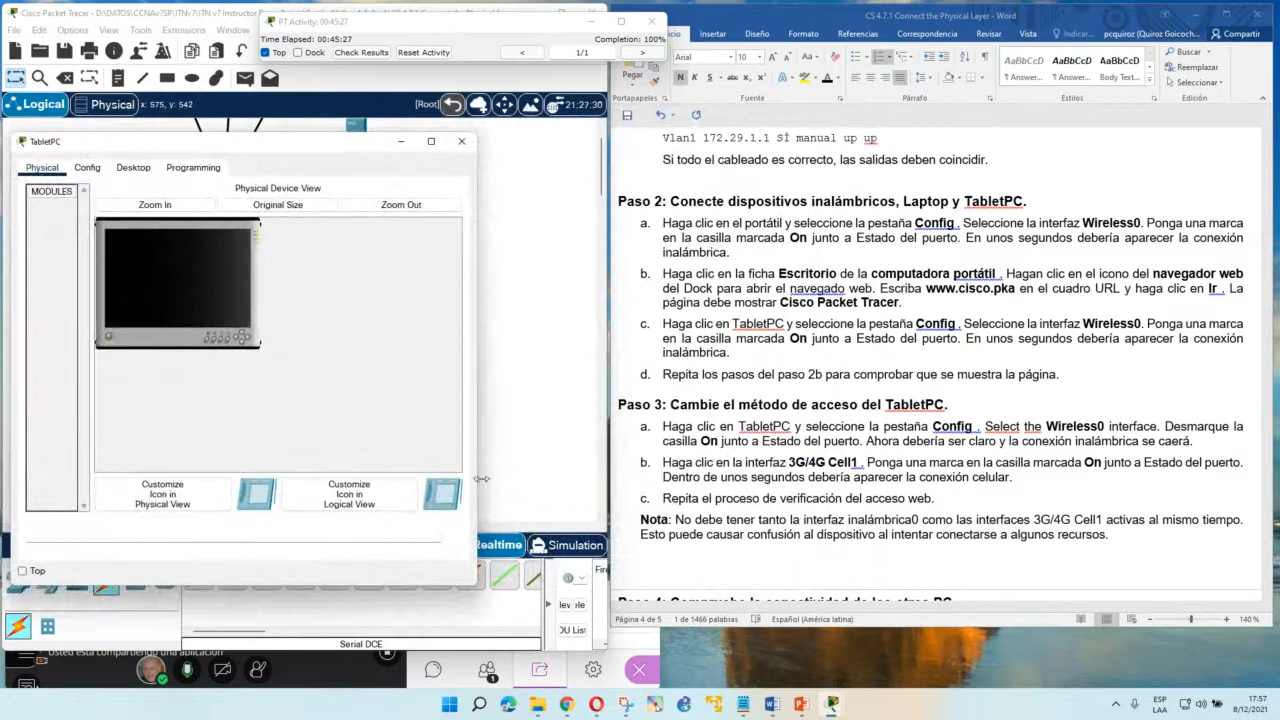 Cisco Packet Tracer - D:\DATOS\CCNAv7SP\ITNv7\ITN v7 Instructor
File Edit Options View Tools Extensions Window
Logical Physical x: 575, y: 542 [Root] 21:27:30
PT Activity: 00:45:27
Time Elapsed: 00:45:27 Completion: 100%
Top Dock Check Results Reset Activity < 1/1 >
TabletPC
Physical Config Desktop Programming
MODULES
Physical Device View
Zoom In Original Size Zoom Out
Customize
Icon in
Physical View
Customize
Icon in
Logical View
Top
Realtime Simulation
Serial DCE
Usted está compartiendo una aplicación
1
CS 4.7.1 Connect the Physical Layer - Word
Insertar Diseño Formato Referencias Correspondencia Revisar Vista Indicar... Compartir
Pegar
Arial 10
N K S
AaBbCcD AaBbCcD AaBbCcD
¶ Answer... ¶ Answer... Body Text...
Buscar
Reemplazar
Seleccionar
Portapapeles Fuente Párrafo Estilos Edición
Vlan1 172.29.1.1 SÍ manual up up
Si todo el cableado es correcto, las salidas deben coincidir.
Paso 2: Conecte dispositivos inalámbricos, Laptop y TabletPC.
a. Haga clic en el portátil y seleccione la pestaña Config . Seleccione la interfaz Wireless0. Ponga una marca
en la casilla marcada On junto a Estado del puerto. En unos segundos debería aparecer la conexión
inalámbrica.
b. Haga clic en la ficha Escritorio de la computadora portátil . Hagan clic en el icono del navegador web
del Dock para abrir el navegado web. Escriba www.cisco.pka en el cuadro URL y haga clic en Ir . La
página debe mostrar Cisco Packet Tracer.
c. Haga clic en TabletPC y seleccione la pestaña Config . Seleccione la interfaz Wireless0. Ponga una marca
en la casilla marcada On junto a Estado del puerto. En unos segundos debería aparecer la conexión
inalámbrica.
d. Repita los pasos del paso 2b para comprobar que se muestra la página.
Paso 3: Cambie el método de acceso del TabletPC.
a. Haga clic en TabletPC y seleccione la pestaña Config . Select the Wireless0 interface. Desmarque la
casilla On junto a Estado del puerto. Ahora debería ser claro y la conexión inalámbrica se caerá.
b. Haga clic en la interfaz 3G/4G Cell1 . Ponga una marca en la casilla marcada On junto a Estado del puerto.
Dentro de unos segundos debería aparecer la conexión celular.
c. Repita el proceso de verificación del acceso web.
Nota: No debe tener tanto la interfaz inalámbrica0 como las interfaces 3G/4G Cell1 activas al mismo tiempo.
Esto puede causar confusión al dispositivo al intentar conectarse a algunos recursos.
Página 4 de 5 1 de 1466 palabras Español (América latina) 140 %
ESP
LAA
17:57
8/12/2021